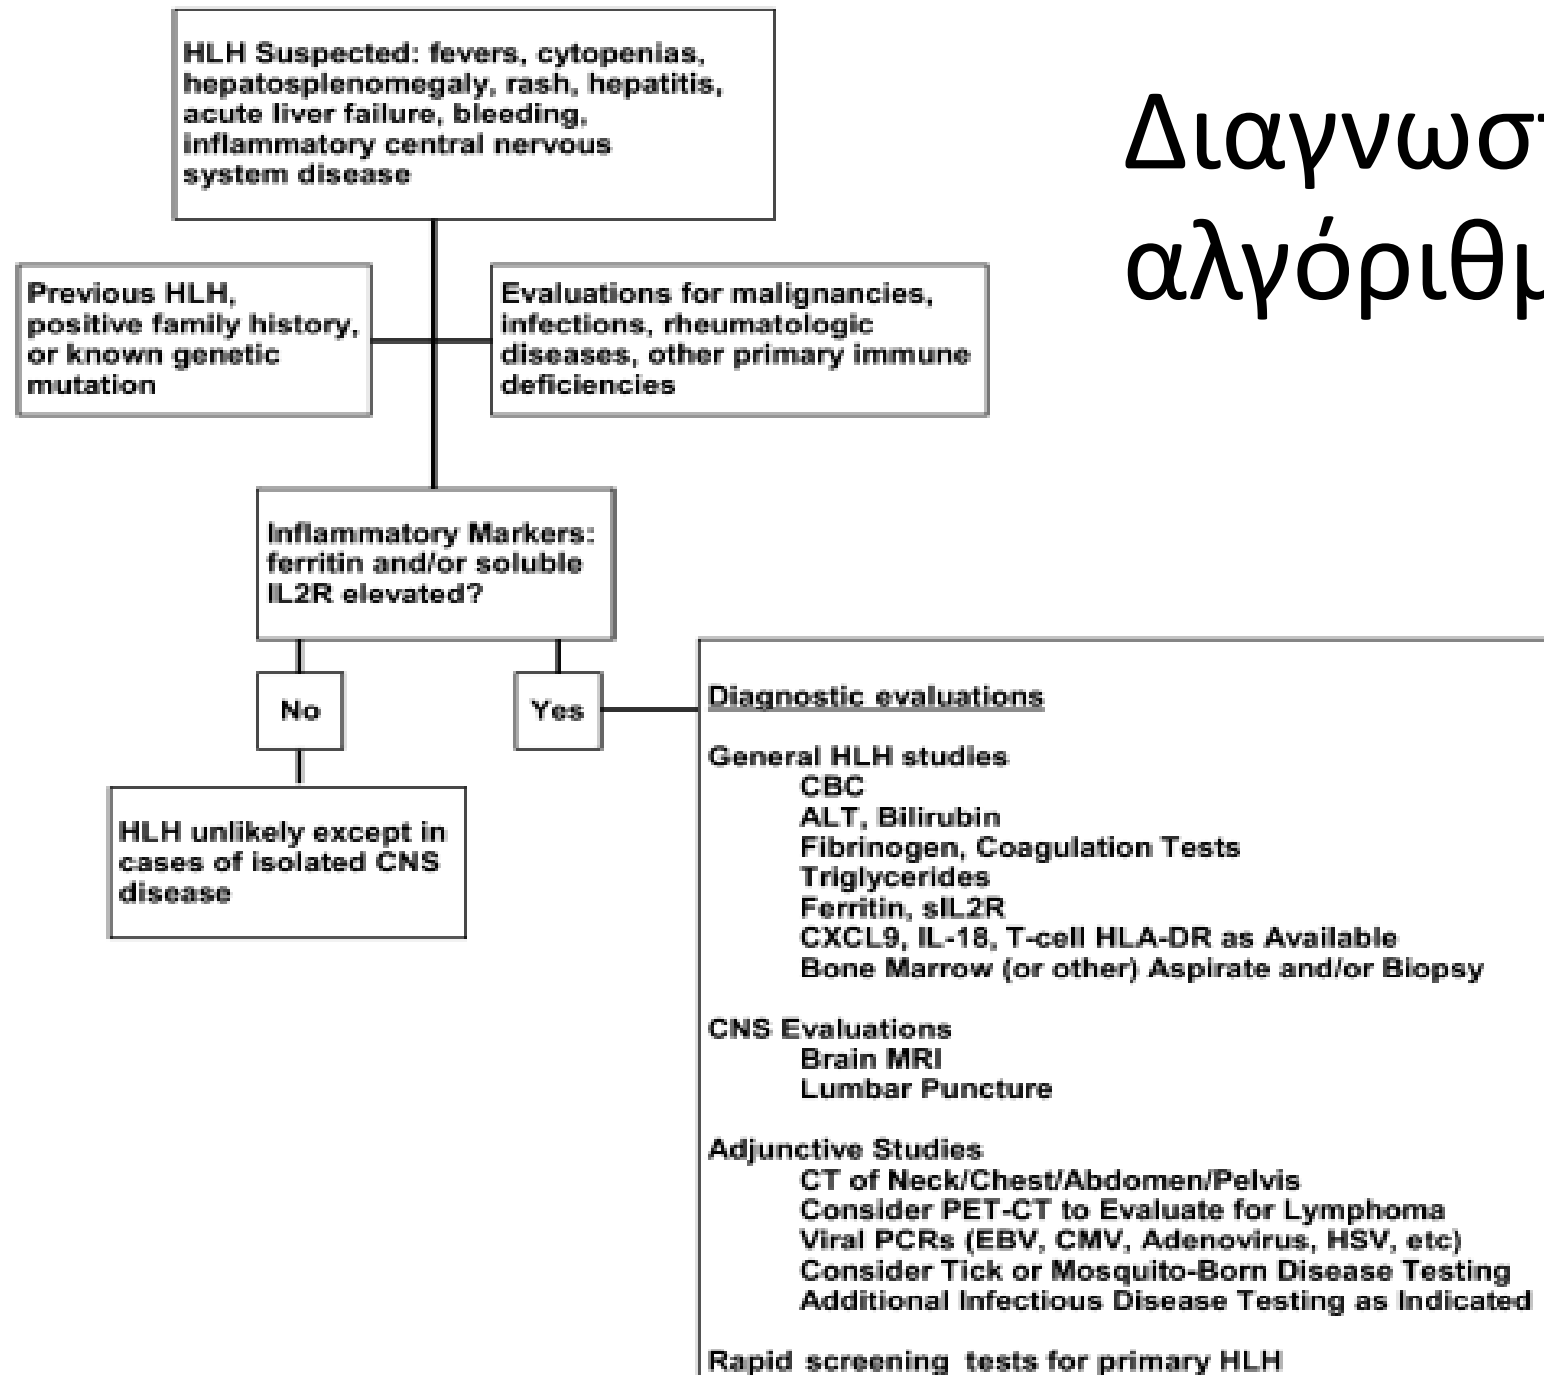 HLH Suspected: fevers, cytopenias,
hepatosplenomegaly, rash, hepatitis,
acute liver failure, bleeding,
inflammatory central nervous
system disease
Διαγνωστ
αλγόριθμ
Previous HLH,
positive family history,
or known genetic
mutation
Evaluations for malignancies,
infections, rheumatologic
diseases, other primary immune
deficiencies
Inflammatory Markers:
ferritin and/or soluble
IL2R elevated?
No
Yes
HLH unlikely except in
cases of isolated CNS
disease
Diagnostic evaluations
General HLH studies
CBC
ALT, Bilirubin
Fibrinogen, Coagulation Tests
Triglycerides
Ferritin, sIL2R
CXCL9, IL-18, T-cell HLA-DR as Available
Bone Marrow (or other) Aspirate and/or Biopsy
CNS Evaluations
Brain MRI
Lumbar Puncture
Adjunctive Studies
CT of Neck/Chest/Abdomen/Pelvis
Consider PET-CT to Evaluate for Lymphoma
Viral PCRs (EBV, CMV, Adenovirus, HSV, etc)
Consider Tick or Mosquito-Born Disease Testing
Additional Infectious Disease Testing as Indicated
Rapid screening tests for primary HLH